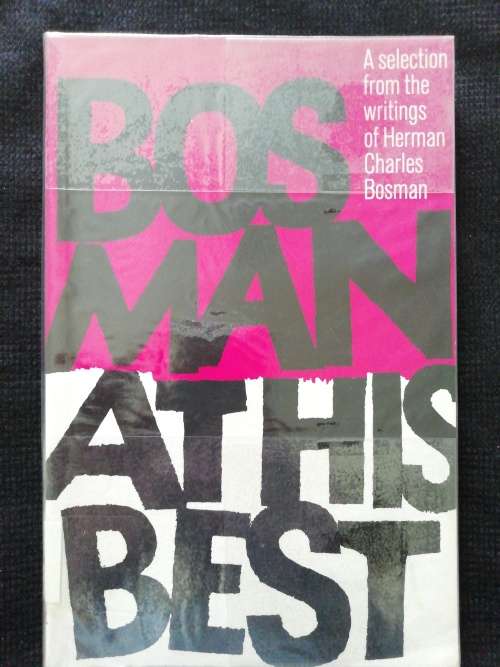 A selection
from the
writings
of Herman
Charles
Bosman
BOS
MAN
AT HIS
BEST